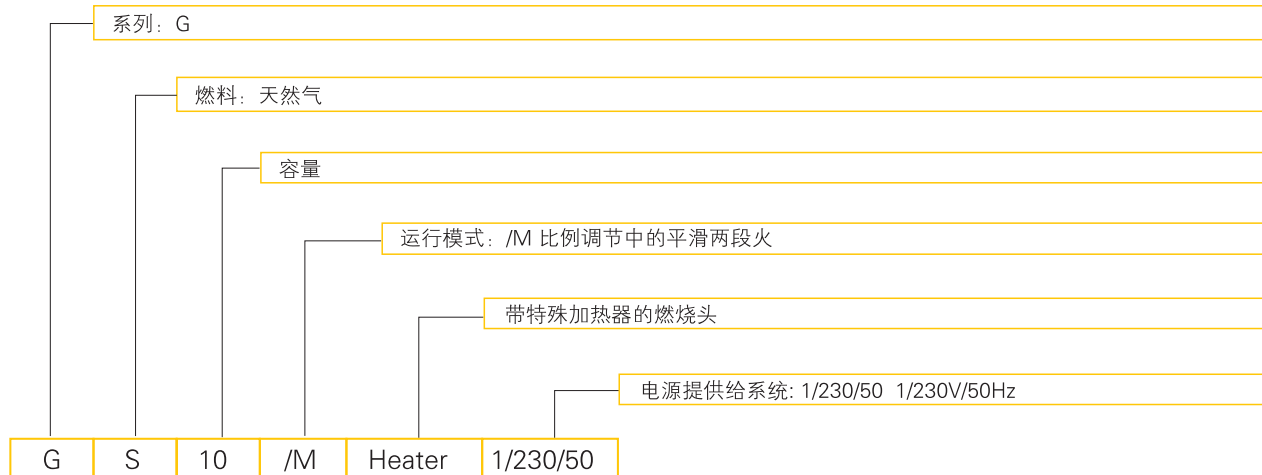 系列: G
燃料: 天然气
容量
运行模式: /M 比例调节中的平滑两段火
带特殊加热器的燃烧头
电源提供给系统: 1/230/50 1/230V/50Hz
G S 10 /M Heater 1/230/50